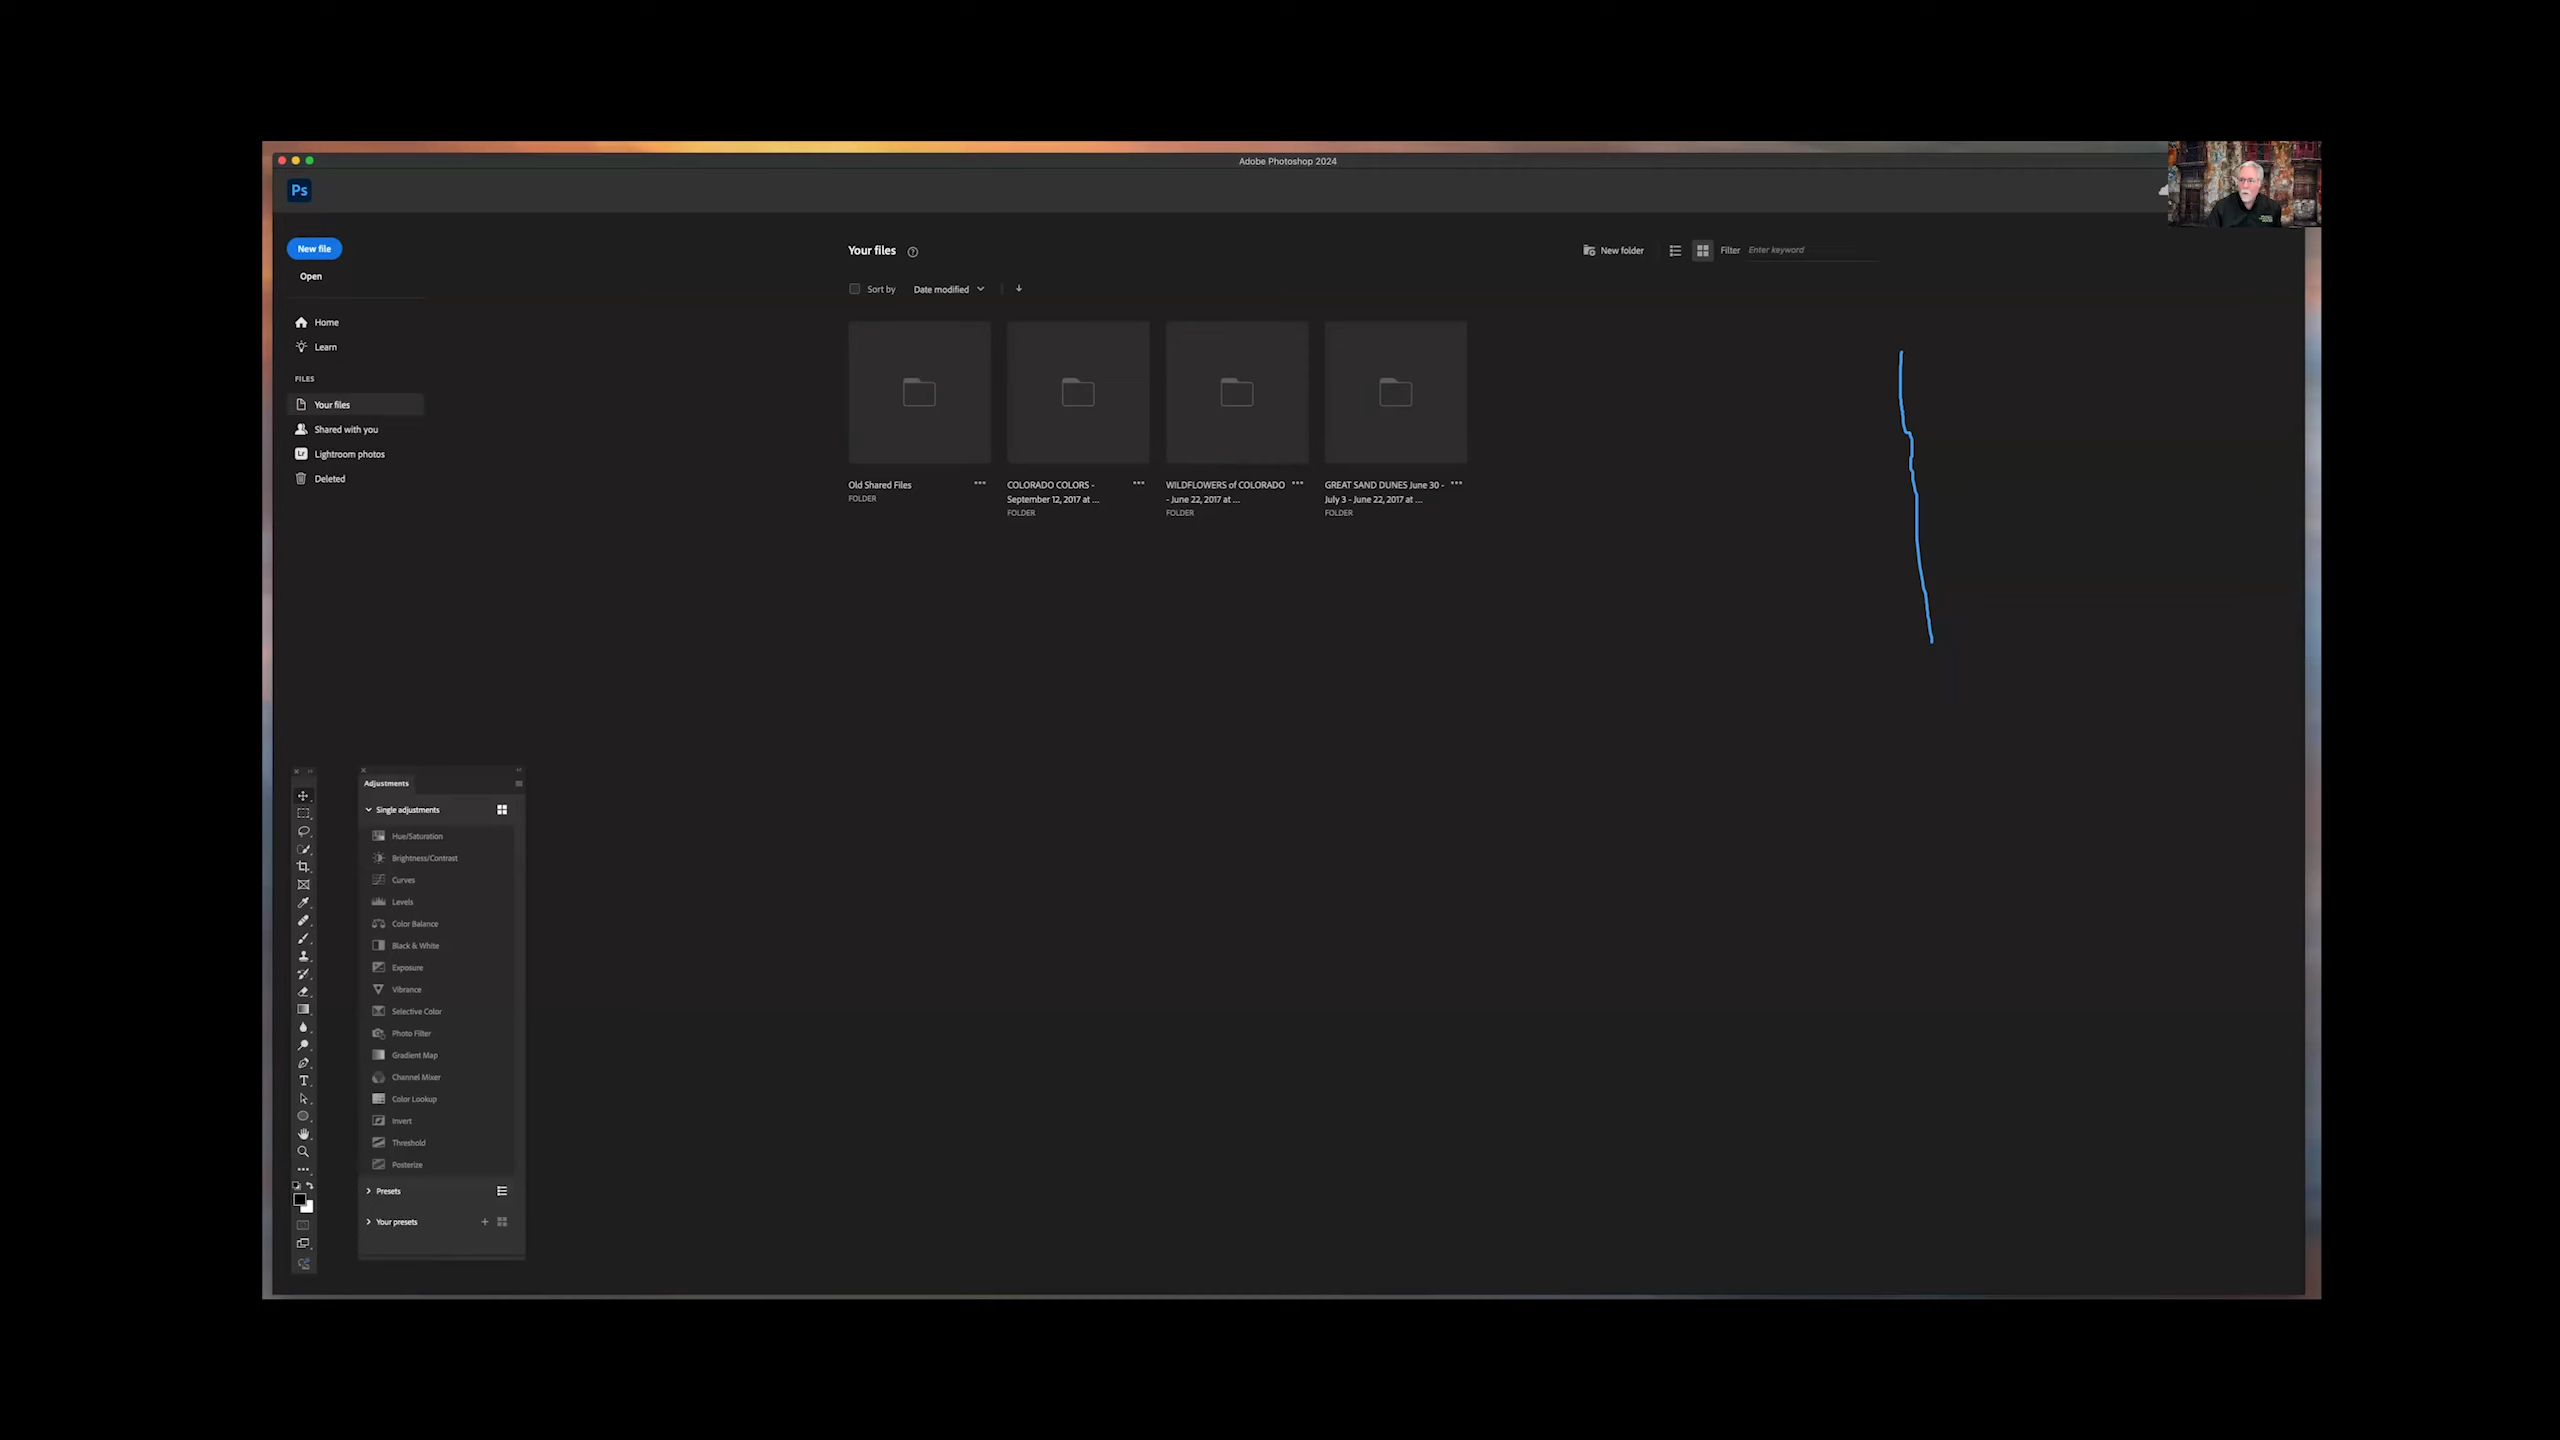 Adobe Photoshop 2024
Ps
New file
Open
Home
Learn
FILES
Your files
Shared with you
Lr Lightroom photos
Deleted
Your files
New folder
Filter
Enter keyword
Sort by
Date modified
Old Shared Files
FOLDER
COLORADO COLORS -
September 12, 2017 at ...
FOLDER
WILDFLOWERS of COLORADO
- June 22, 2017 at ...
FOLDER
GREAT SAND DUNES June 30 -
July 3 - June 22, 2017 at ...
FOLDER
Adjustments
Single adjustments
Hue/Saturation
Brightness/Contrast
Curves
Levels
Color Balance
Black & White
Exposure
Vibrance
Selective Color
Photo Filter
Gradient Map
Channel Mixer
Color Lookup
Invert
Threshold
Posterize
Presets
Your presets